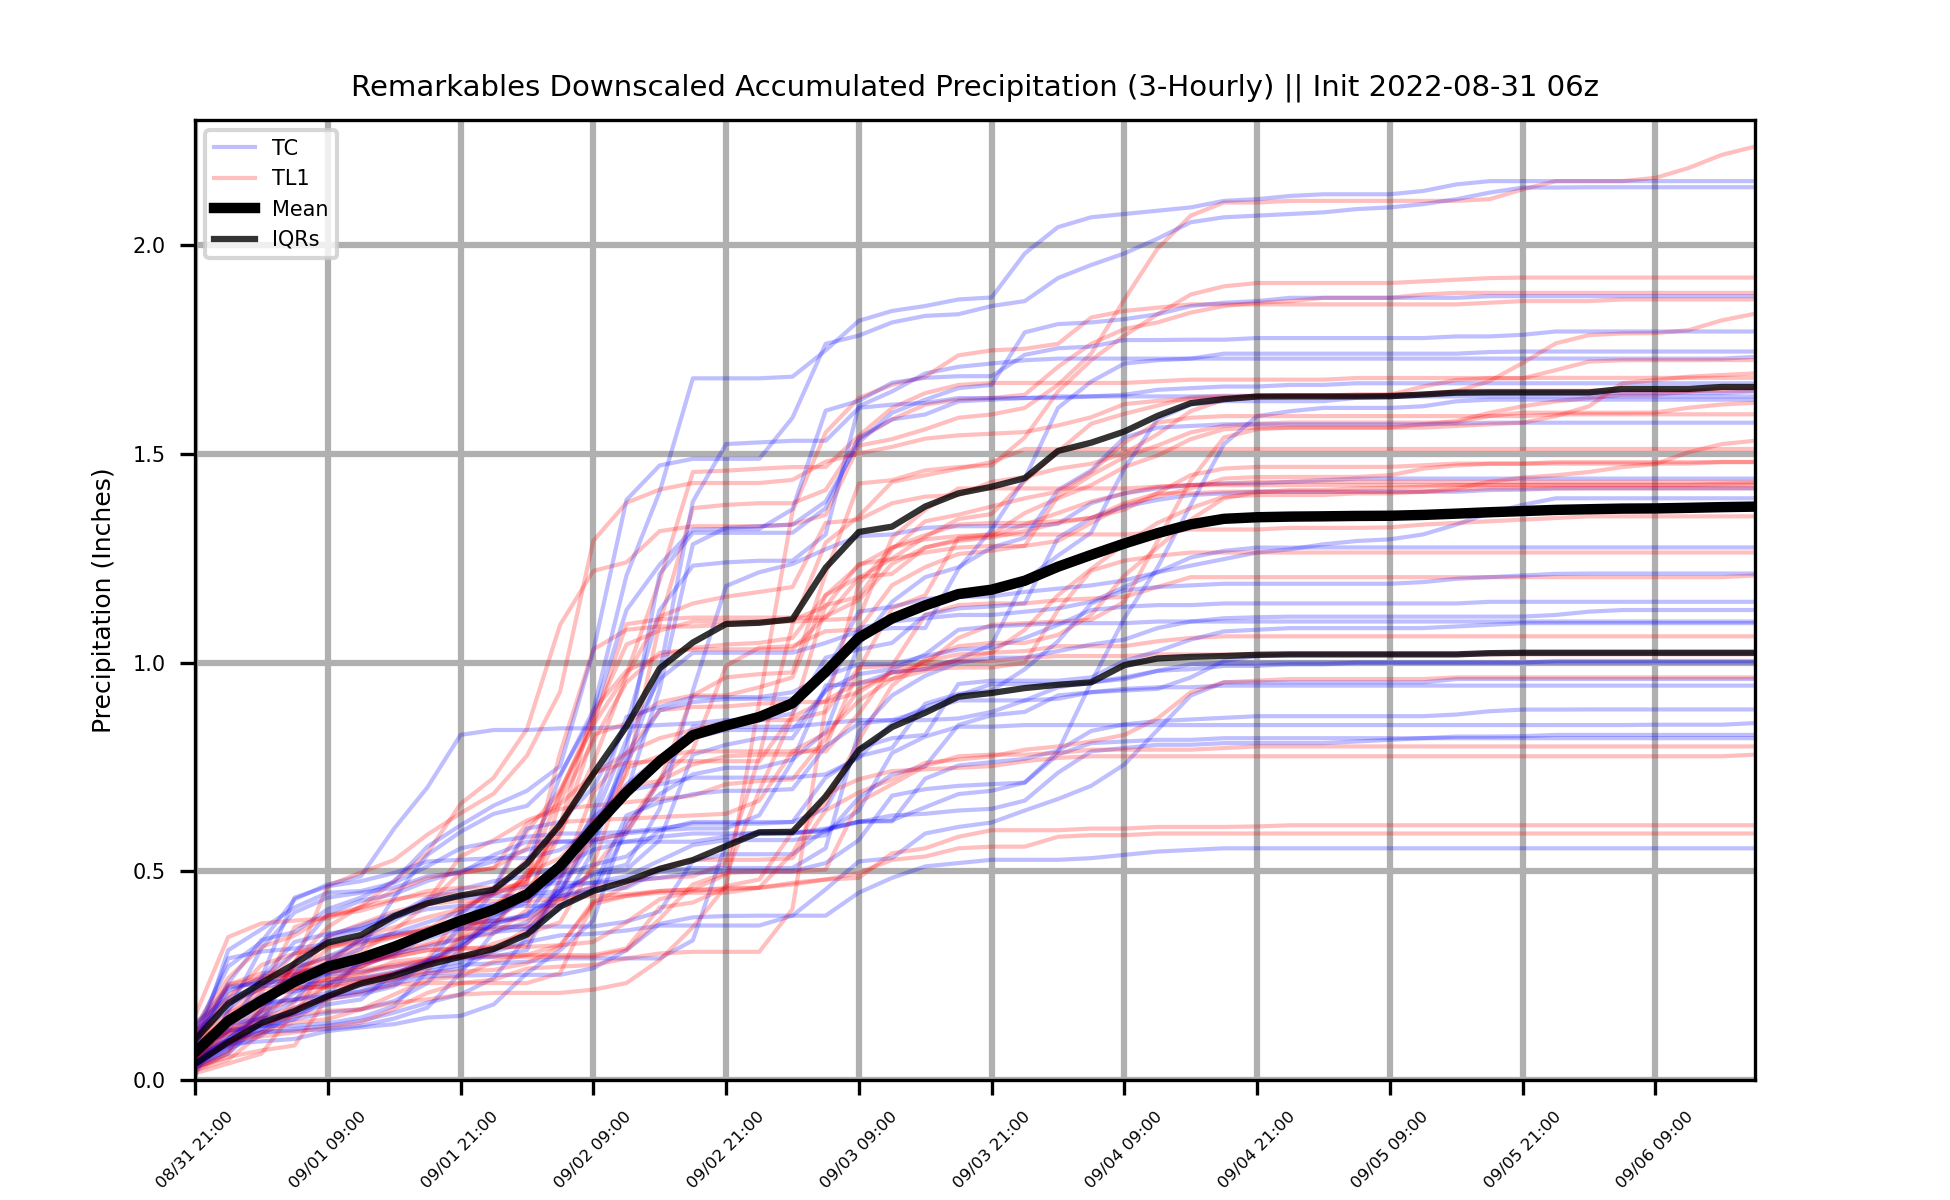 Remarkables Downscaled Accumulated Precipitation (3-Hourly) || Init 2022-08-31 06z
TC
TL1
Mean
IQRs
Precipitation (Inches)
2.0
1.5
1.0
0.5
0.0
08/31 21:00
09/01 09:00
09/01 21:00
09/02 09:00
09/02 21:00
09/03 09:00
09/03 21:00
09/04 09:00
09/04 21:00
09/05 09:00
09/05 21:00
09/06 09:00